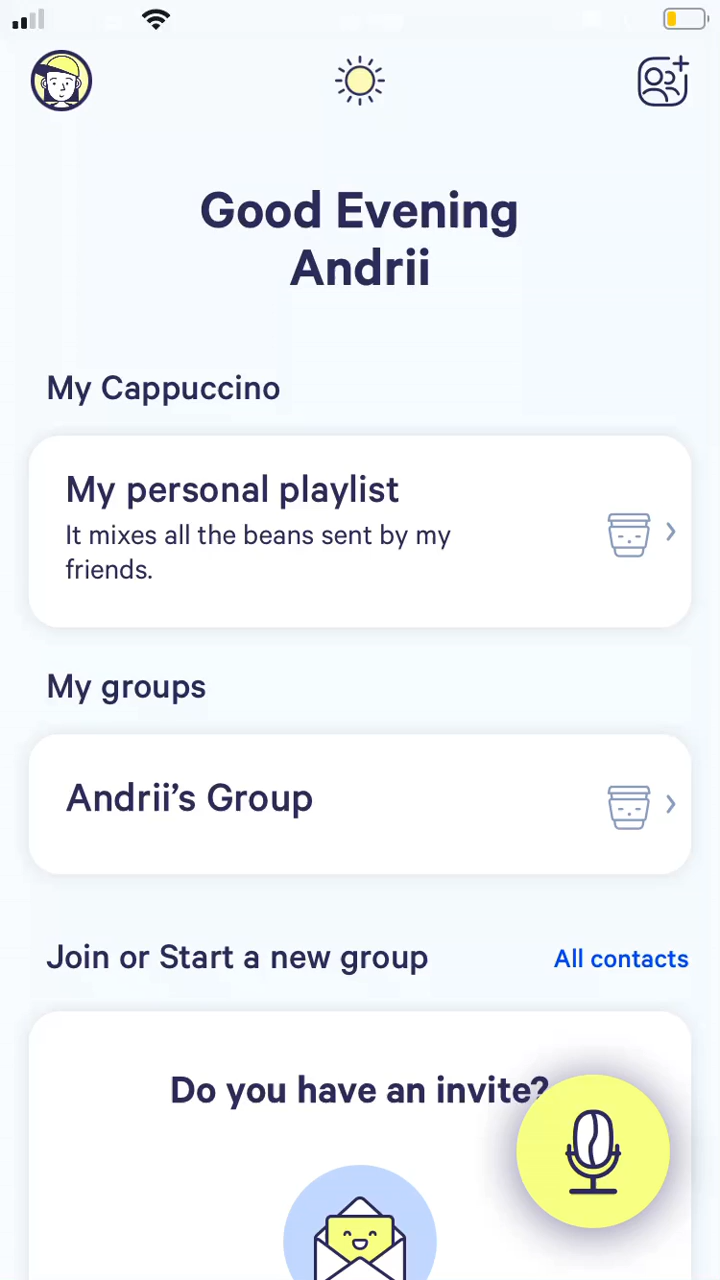 Good Evening
Andrii
My Cappuccino
My personal playlist
It mixes all the beans sent by my
friends.
My groups
Andrii’s Group
Join or Start a new group
All contacts
Do you have an invite?